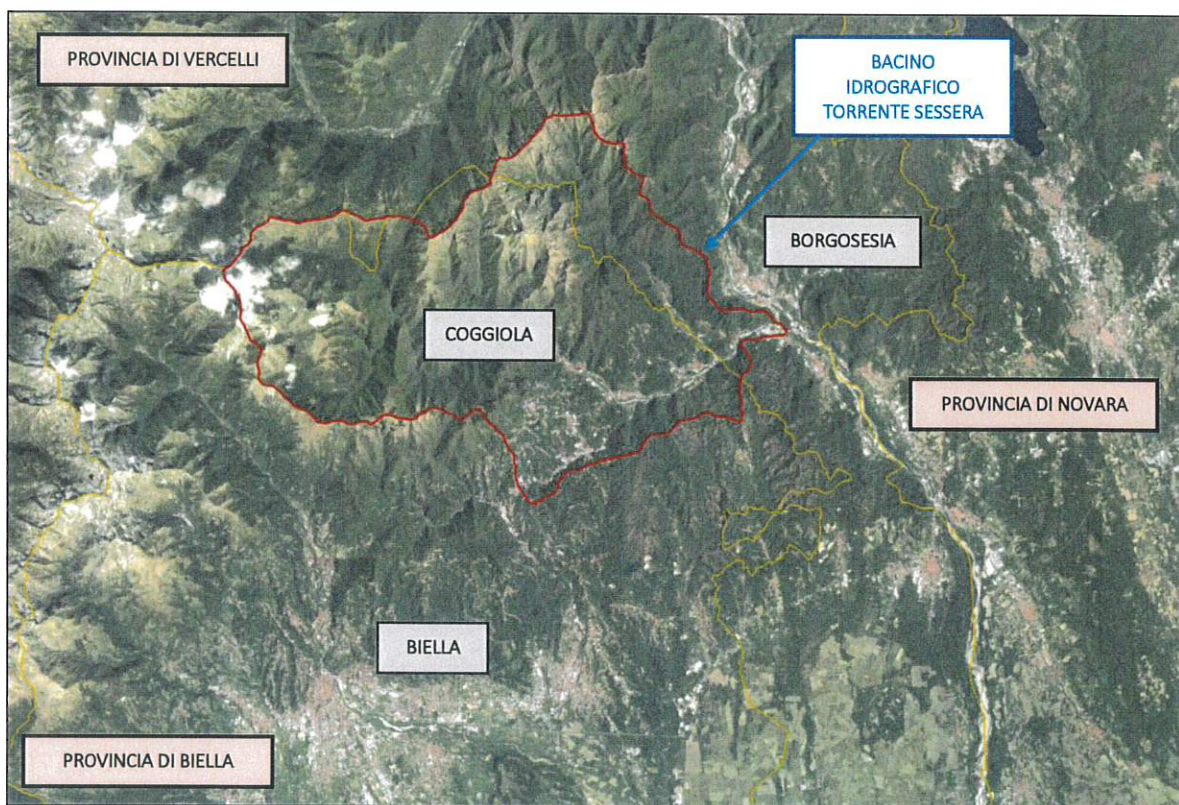 PROVINCIA DI VERCELLI
BACINO
IDROGRAFICO
TORRENTE SESSERA
BORGOSESIA
COGGIOLA
PROVINCIA DI NOVARA
BIELLA
PROVINCIA DI BIELLA